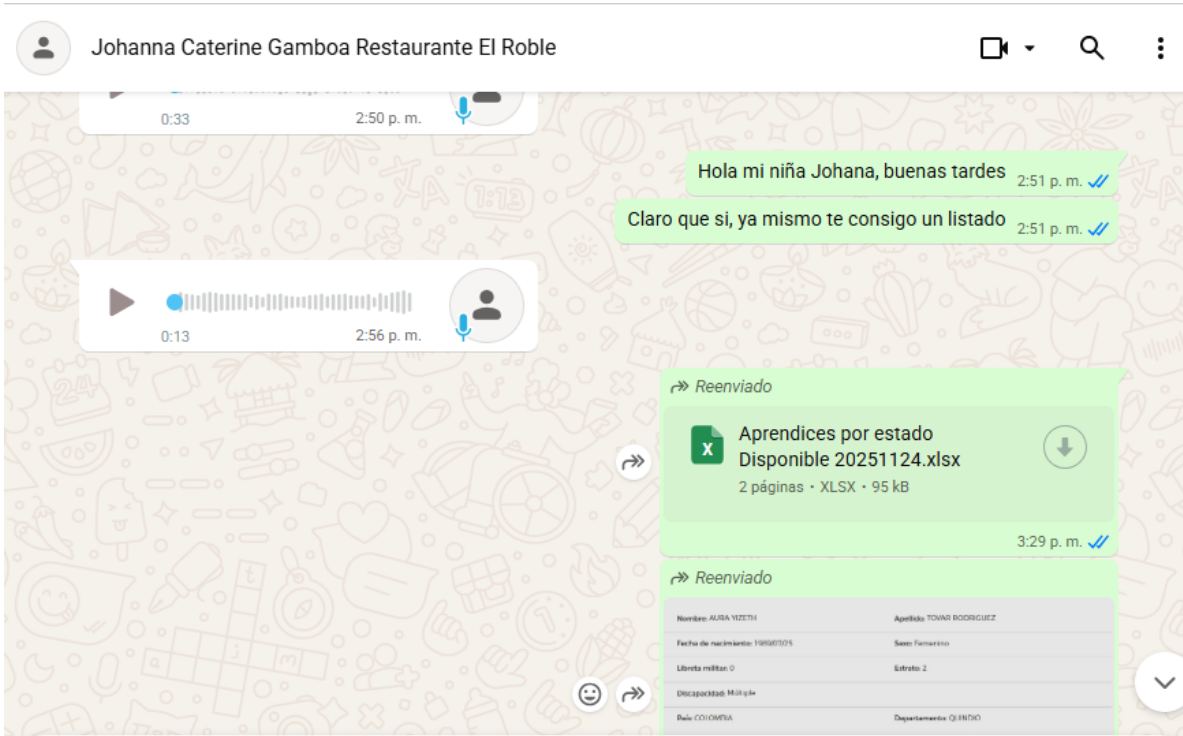 Johanna Caterine Gamboa Restaurante El Roble
0:33 2:50 p. m.
Hola mi niña Johana, buenas tardes 2:51 p. m.
Claro que si, ya mismo te consigo un listado 2:51 p. m.
0:13 2:56 p. m.
Reenviado
Aprendices por estado
Disponible 20251124.xlsx
2 páginas • XLSX • 95 kB
3:29 p. m.
Reenviado
Nombre: AURA YIZETH Apellido: TOVAR RODRIGUEZ
Fecha de nacimiento: 1989/03/25 Sexo: Femenino
Libreta militar: 0 Estrato: 2
Discapacidad: Múltiple
País: COLOMBIA Departamento: QUINDIO